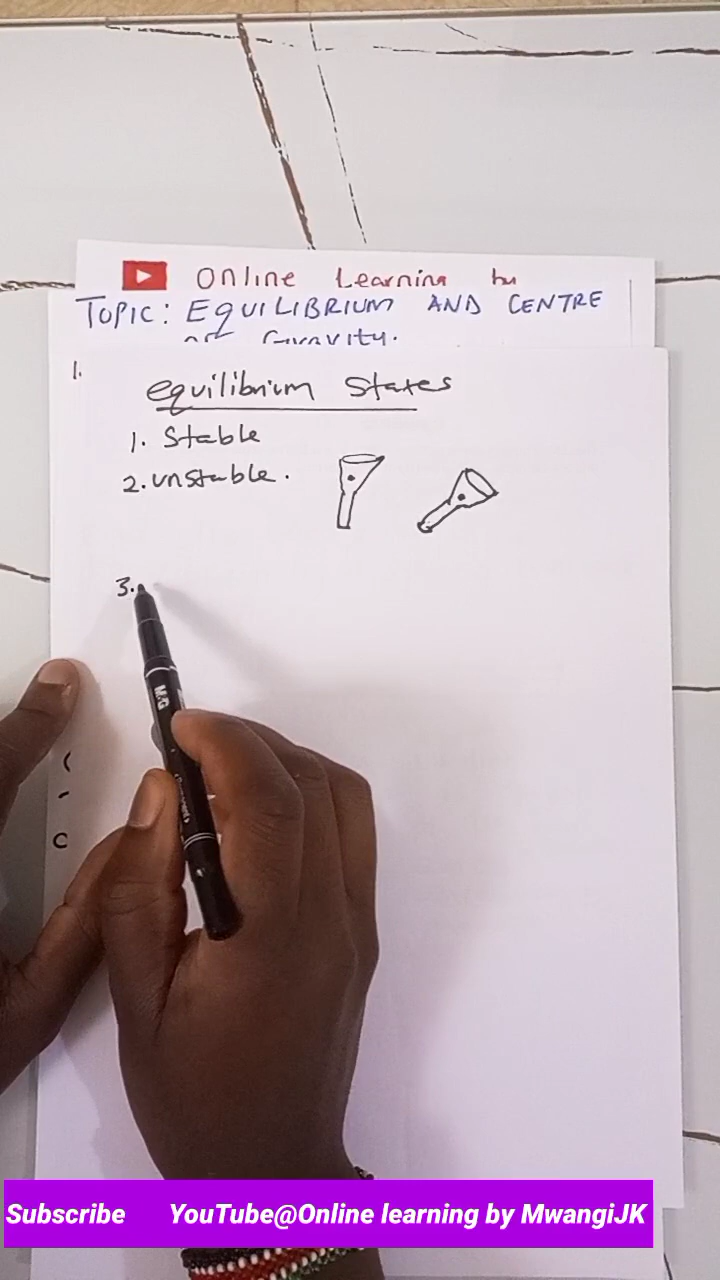 Online Learning
TOPIC: EQUILIBRIUM AND CENTRE
Gravity.
1.
equilibrium States
1. Stable
2. unstable.
3.
M&G
Subscribe YouTube@Online learning by MwangiJK